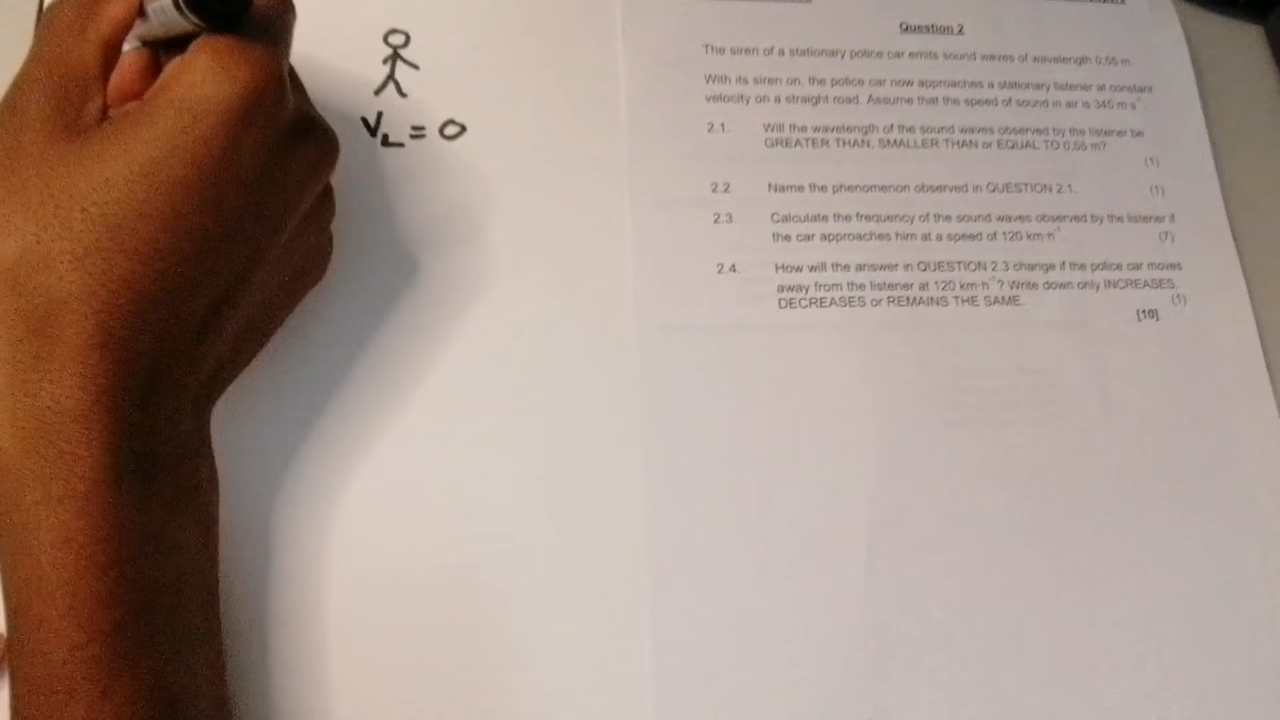 V_L = 0
Question 2
The siren of a stationary police car emits sound waves of wavelength 0,55 m.
With its siren on, the police car now approaches a stationary listener at constant
velocity on a straight road. Assume that the speed of sound in air is 345 m·s⁻¹.
2.1. Will the wavelength of the sound waves observed by the listener be
GREATER THAN, SMALLER THAN or EQUAL TO 0,55 m?
(1)
2.2. Name the phenomenon observed in QUESTION 2.1. (1)
2.3. Calculate the frequency of the sound waves observed by the listener if
the car approaches him at a speed of 120 km·h⁻¹. (7)
2.4. How will the answer in QUESTION 2.3 change if the police car moves
away from the listener at 120 km·h⁻¹? Write down only INCREASES,
DECREASES or REMAINS THE SAME. (1)
[10]